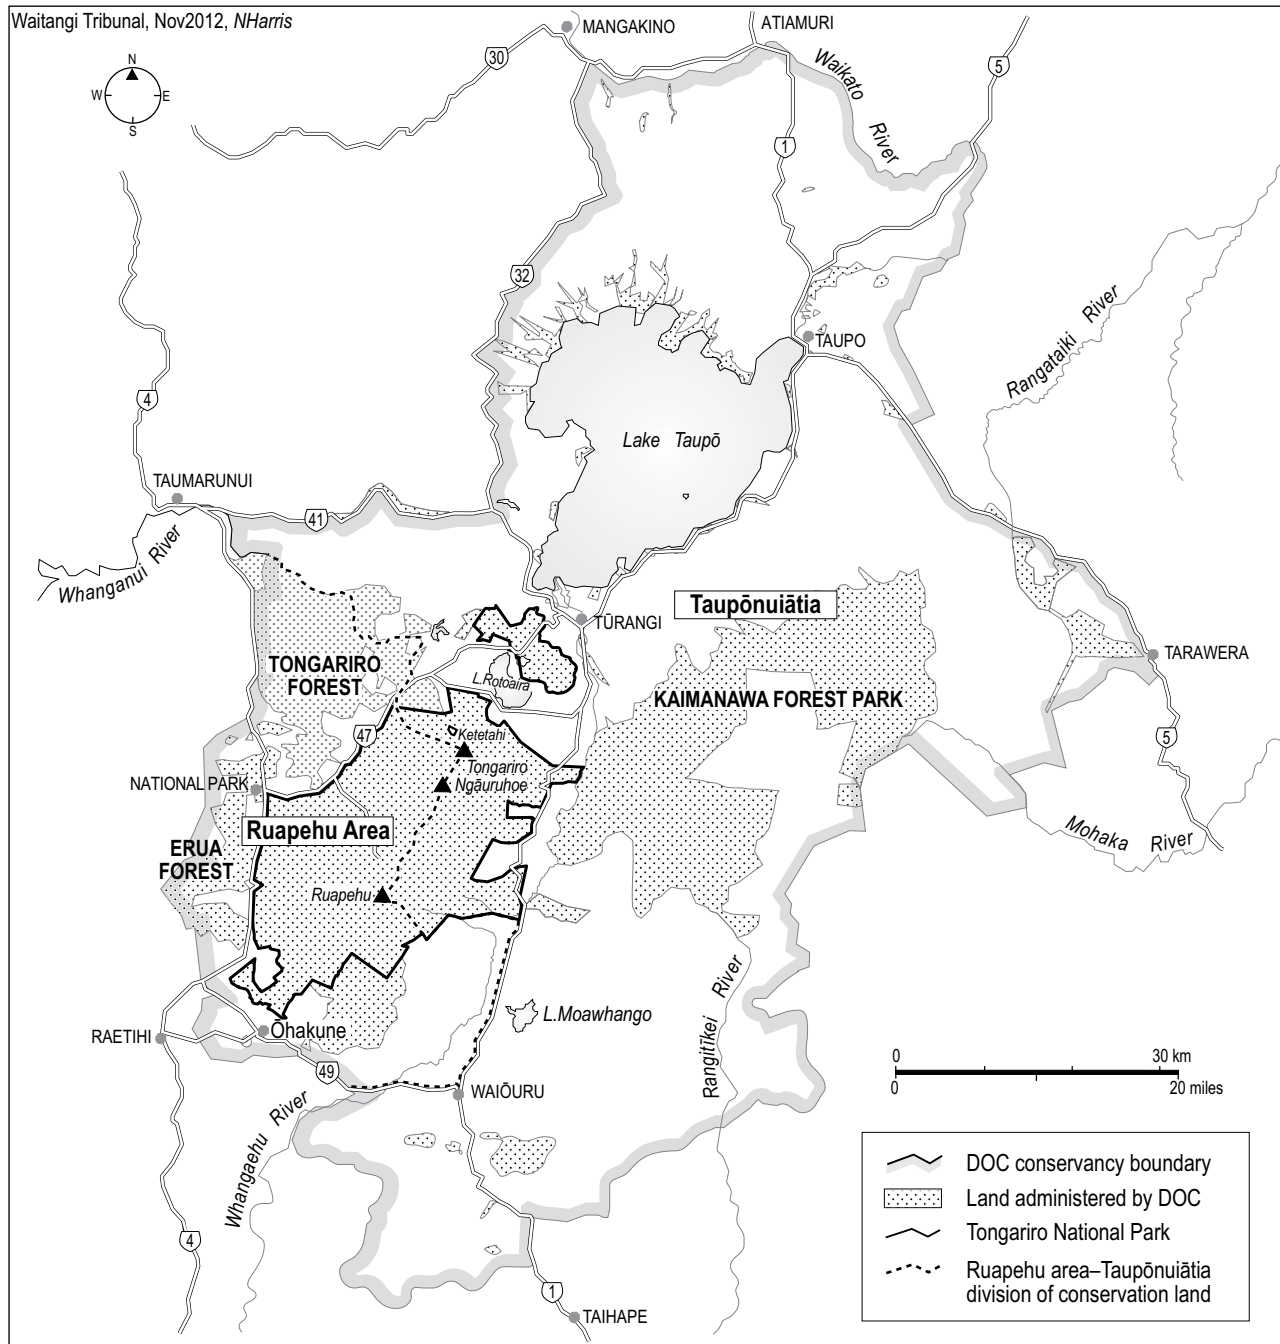 Waitangi Tribunal, Nov2012, NHarris
MANGAKINO
ATIAMURI
N
W
E
S
30
5
Waikato
River
1
32
Rangataiki River
TAUPO
4
Lake Taupō
TAUMARUNUI
41
Whanganui River
Taupōnuiātia
TŪRANGI
TARAWERA
TONGARIRO
FOREST
L.Rotoaira
KAIMANAWA FOREST PARK
47
Ketetahi
Tongariro
5
NATIONAL PARK
Ngāuruhoe
Ruapehu Area
Mohaka River
ERUA
FOREST
Ruapehu
Rangitīkei River
L.Moawhango
RAETIHI
Ōhakune
49
0
30 km
0
20 miles
WAIŌURU
Whangaehu River
DOC conservancy boundary
Land administered by DOC
Tongariro National Park
Ruapehu area–Taupōnuiātia
division of conservation land
4
1
TAIHAPE